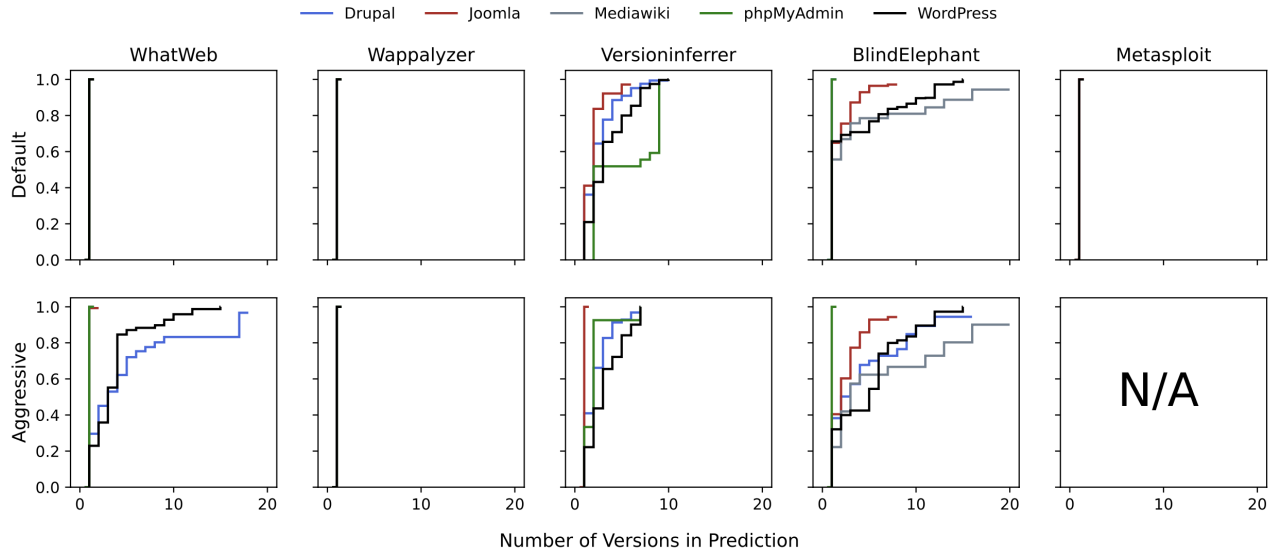 Drupal Joomla Mediawiki phpMyAdmin WordPress
WhatWeb Wappalyzer Versioninferrer BlindElephant Metasploit
1.0
0.8
0.6
0.4
0.2
0.0
Default
1.0
0.8
0.6
0.4
0.2
0.0
Aggressive
N/A
0 10 20 0 10 20 0 10 20 0 10 20 0 10 20
Number of Versions in Prediction